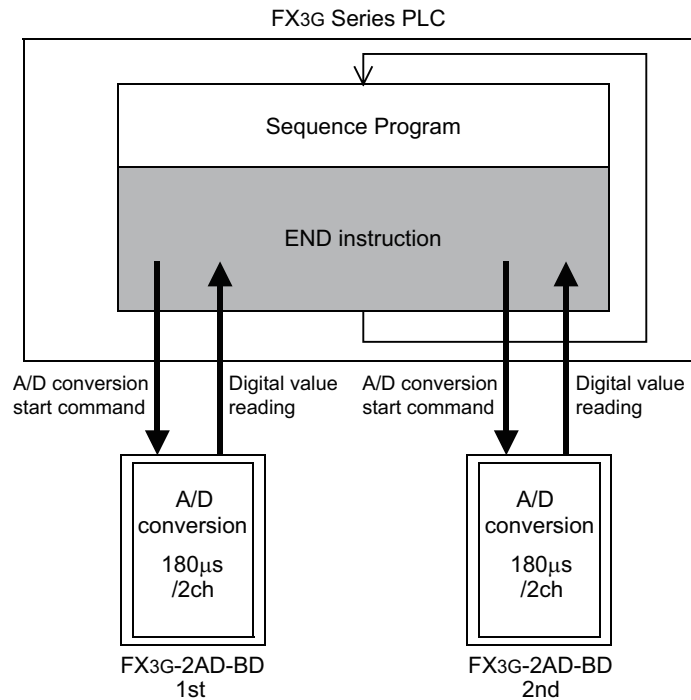 FX3G Series PLC
Sequence Program
END instruction
A/D conversion
start command
Digital value
reading
A/D conversion
start command
Digital value
reading
A/D
conversion
180μs
/2ch
A/D
conversion
180μs
/2ch
FX3G-2AD-BD
1st
FX3G-2AD-BD
2nd